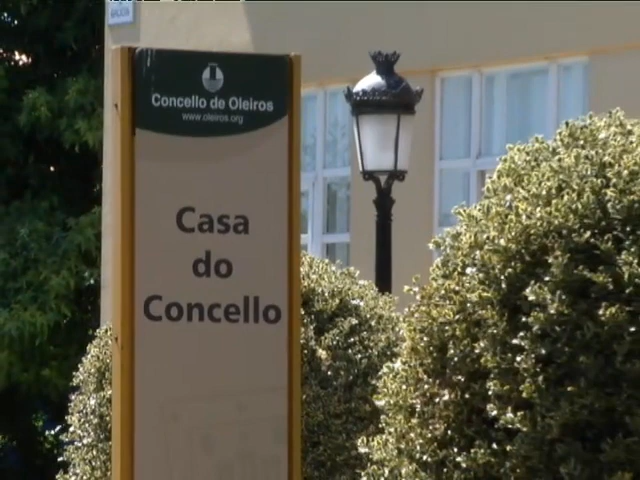 Concello de Oleiros
www.oleiros.org
Casa
do
Concello